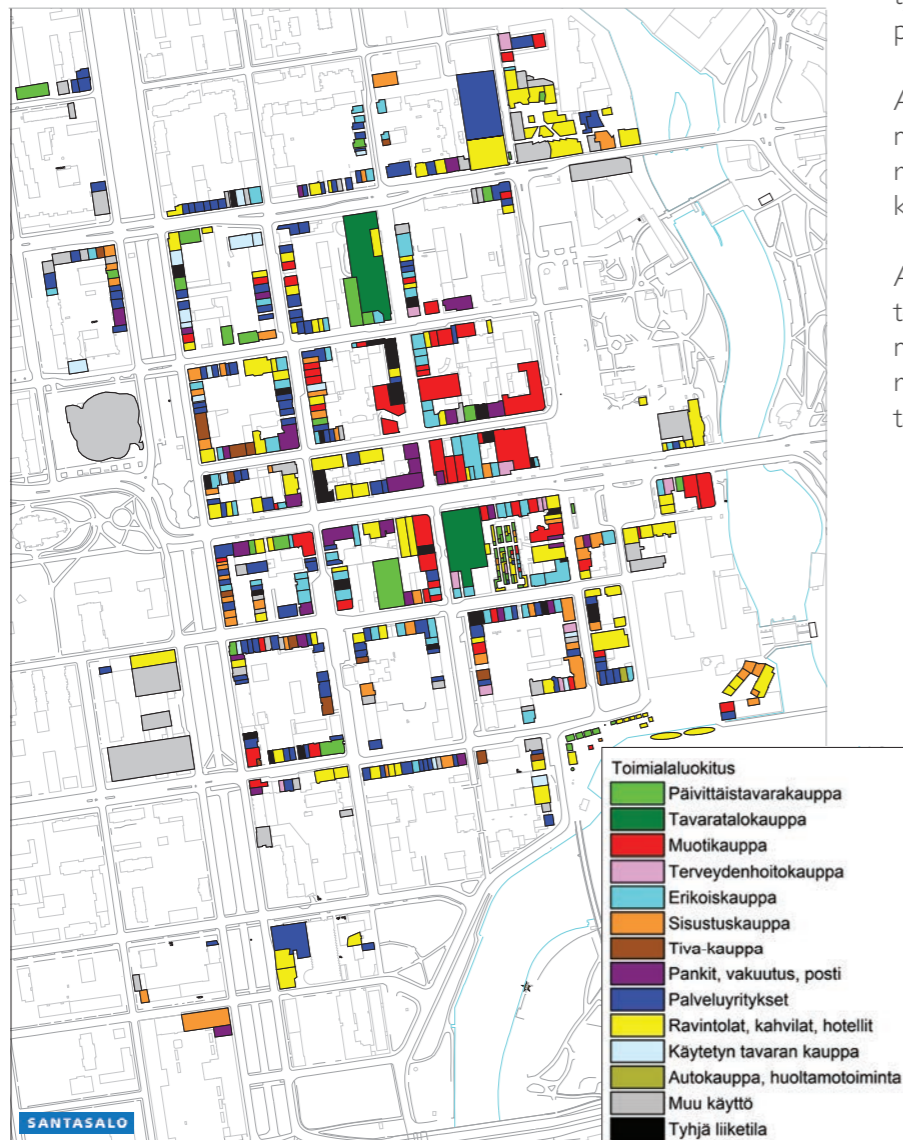 Toimialaluokitus
Päivittäistavarakauppa
Tavaratalokauppa
Muotikauppa
Terveydenhoitokauppa
Erikoiskauppa
Sisustuskauppa
Tiva-kauppa
Pankit, vakuutus, posti
Palveluyritykset
Ravintolat, kahvilat, hotellit
Käytetyn tavaran kauppa
Autokauppa, huoltamotoiminta
Muu käyttö
Tyhjä liiketila
SANTASALO